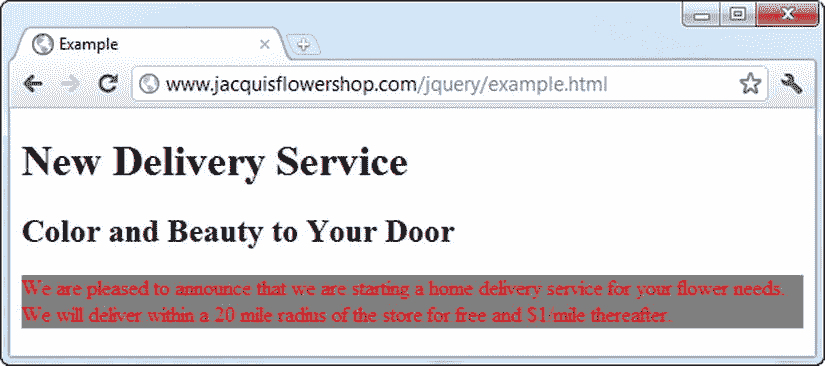 Example
www.jacquisflowershop.com/jquery/example.html
New Delivery Service
Color and Beauty to Your Door
We are pleased to announce that we are starting a home delivery service for your flower needs.
We will deliver within a 20 mile radius of the store for free and $1/mile thereafter.